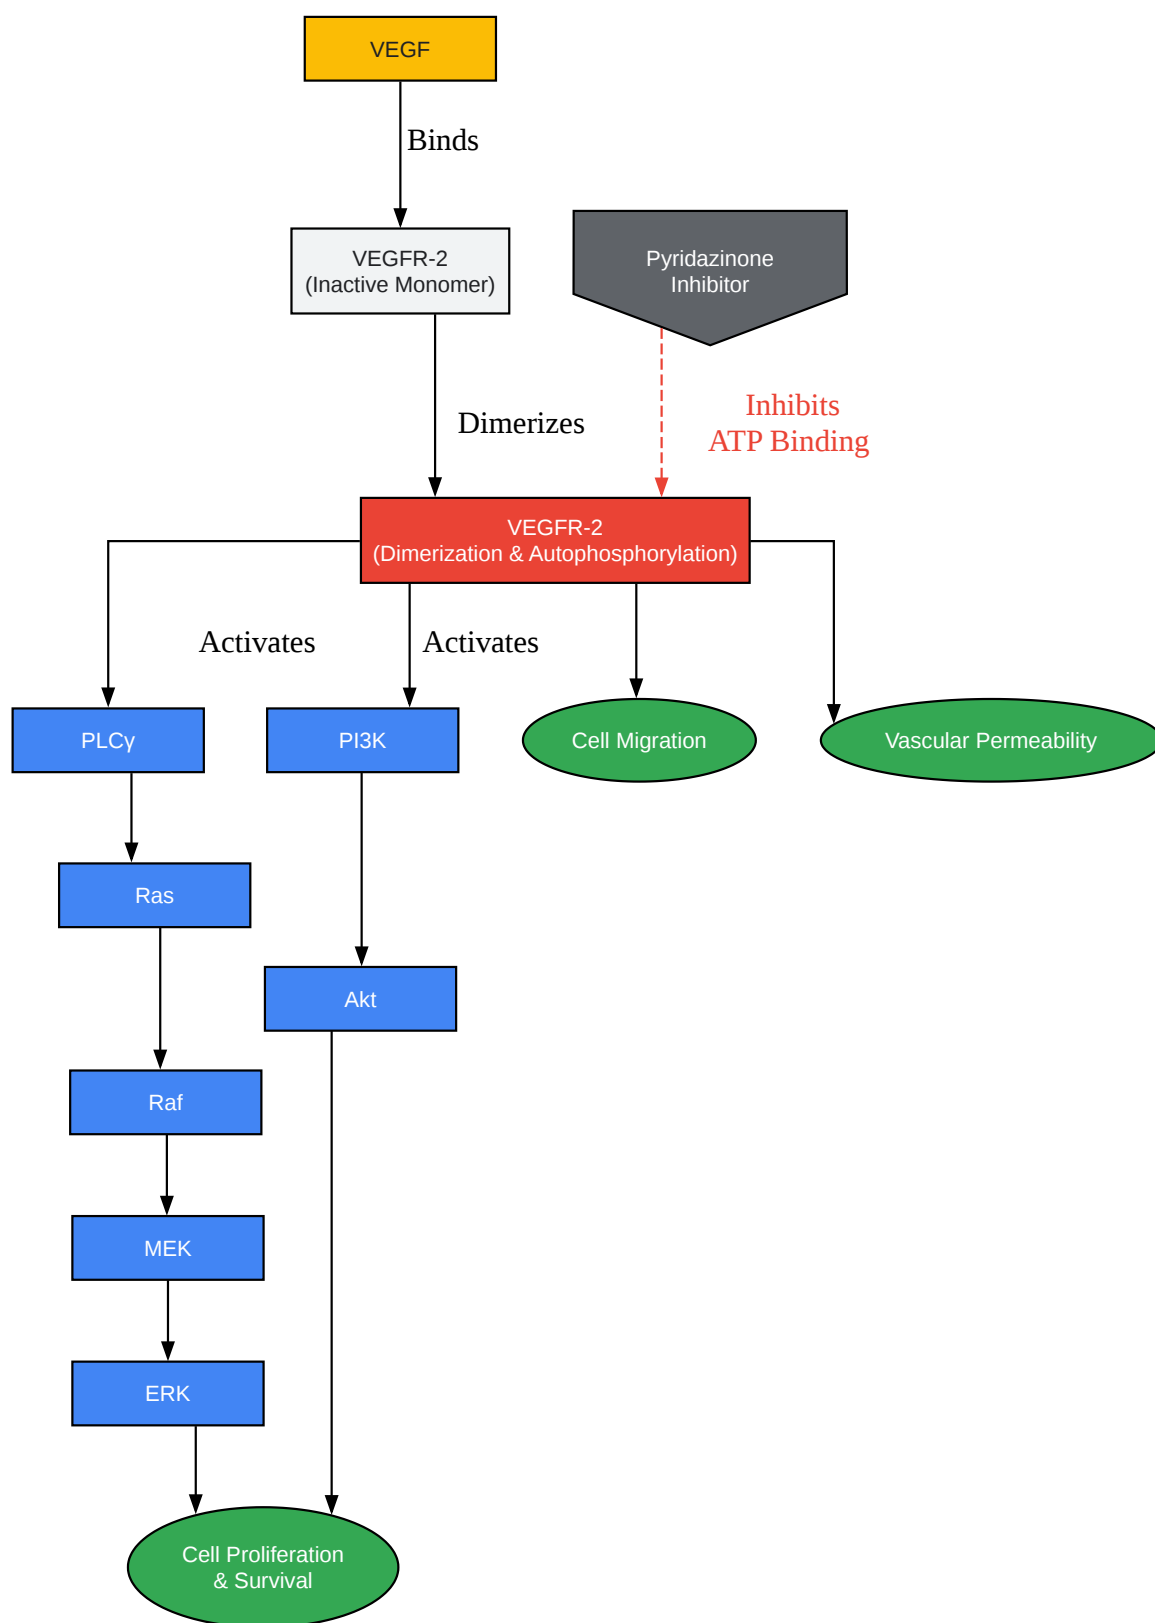 VEGF
Binds
VEGFR-2
(Inactive Monomer)
Pyridazinone
Inhibitor
Dimerizes
Inhibits
ATP Binding
VEGFR-2
(Dimerization & Autophosphorylation)
Activates
Activates
PLCγ
PI3K
Cell Migration
Vascular Permeability
Ras
Akt
Raf
MEK
ERK
Cell Proliferation
& Survival